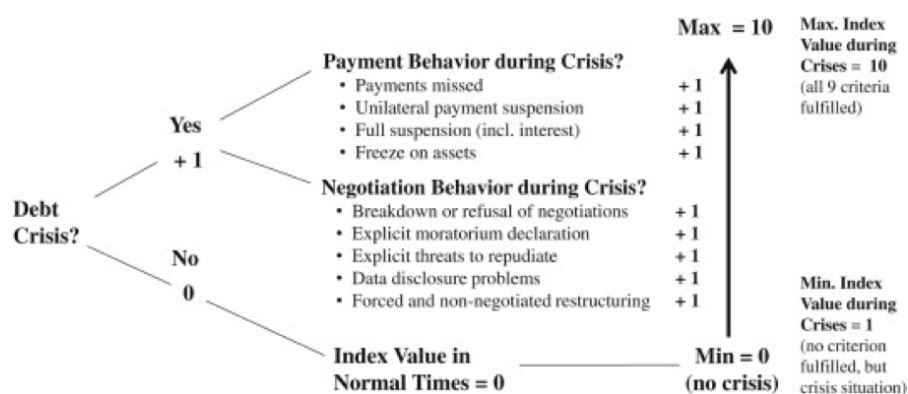 Debt
Crisis?
Yes
+ 1
No
0
Payment Behavior during Crisis?
• Payments missed + 1
• Unilateral payment suspension + 1
• Full suspension (incl. interest) + 1
• Freeze on assets + 1
Negotiation Behavior during Crisis?
• Breakdown or refusal of negotiations + 1
• Explicit moratorium declaration + 1
• Explicit threats to repudiate + 1
• Data disclosure problems + 1
• Forced and non-negotiated restructuring + 1
Index Value in
Normal Times = 0
Max = 10
Min = 0
(no crisis)
Max. Index
Value during
Crises = 10
(all 9 criteria
fulfilled)
Min. Index
Value during
Crises = 1
(no criterion
fulfilled, but
crisis situation)